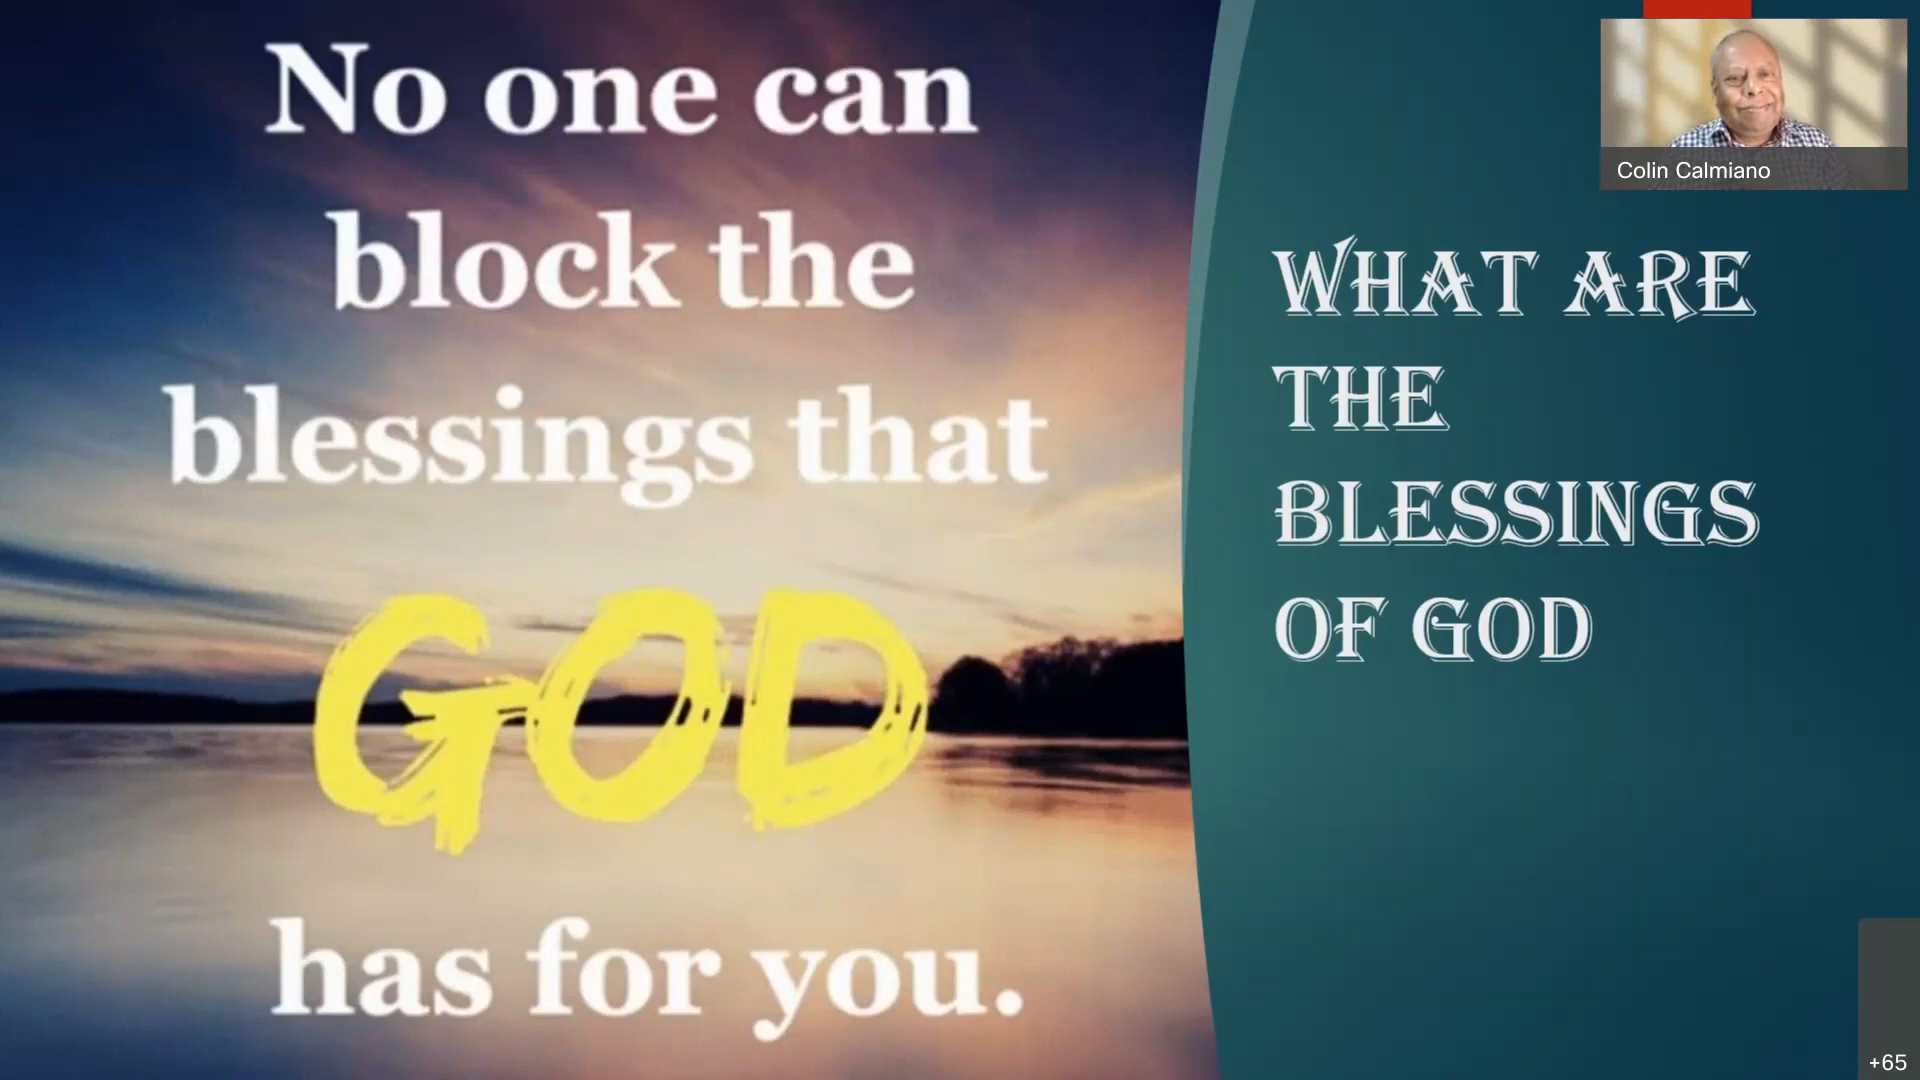 No one can
block the
blessings that
GOD
has for you.
WHAT ARE
THE
BLESSINGS
OF GOD
Colin Calmiano
+65